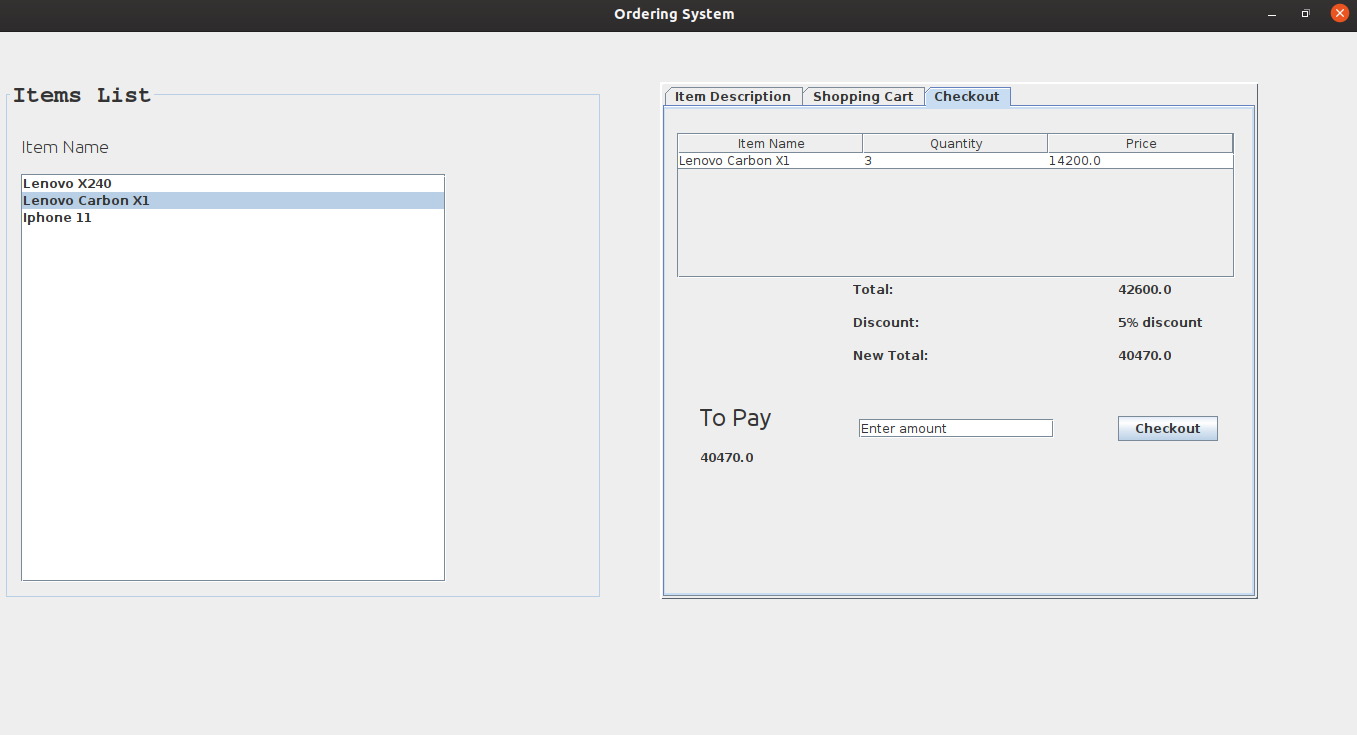 Ordering System
Items List
Item Name
Lenovo X240
Lenovo Carbon X1
Iphone 11
Item Description Shopping Cart Checkout
Item Name Quantity Price
Lenovo Carbon X1 3 14200.0
Total: 42600.0
Discount: 5% discount
New Total: 40470.0
To Pay
Enter amount Checkout
40470.0